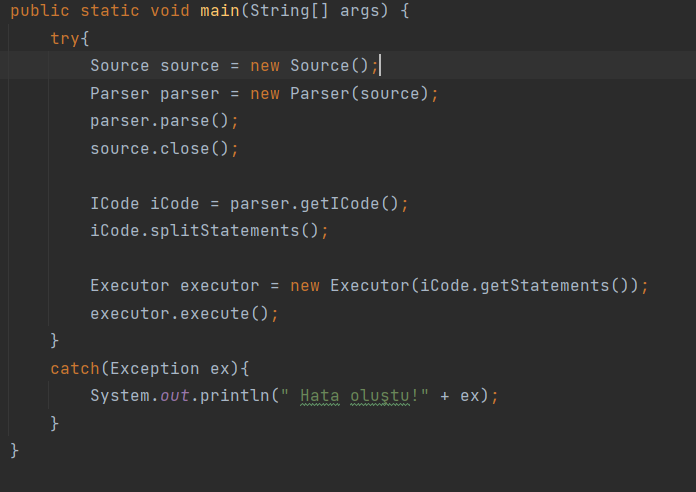 public static void main(String[] args) {
try{
Source source = new Source();
Parser parser = new Parser(source);
parser.parse();
source.close();
ICode iCode = parser.getICode();
iCode.splitStatements();
Executor executor = new Executor(iCode.getStatements());
executor.execute();
}
catch(Exception ex){
System.out.println(" Hata oluştu!" + ex);
}
}